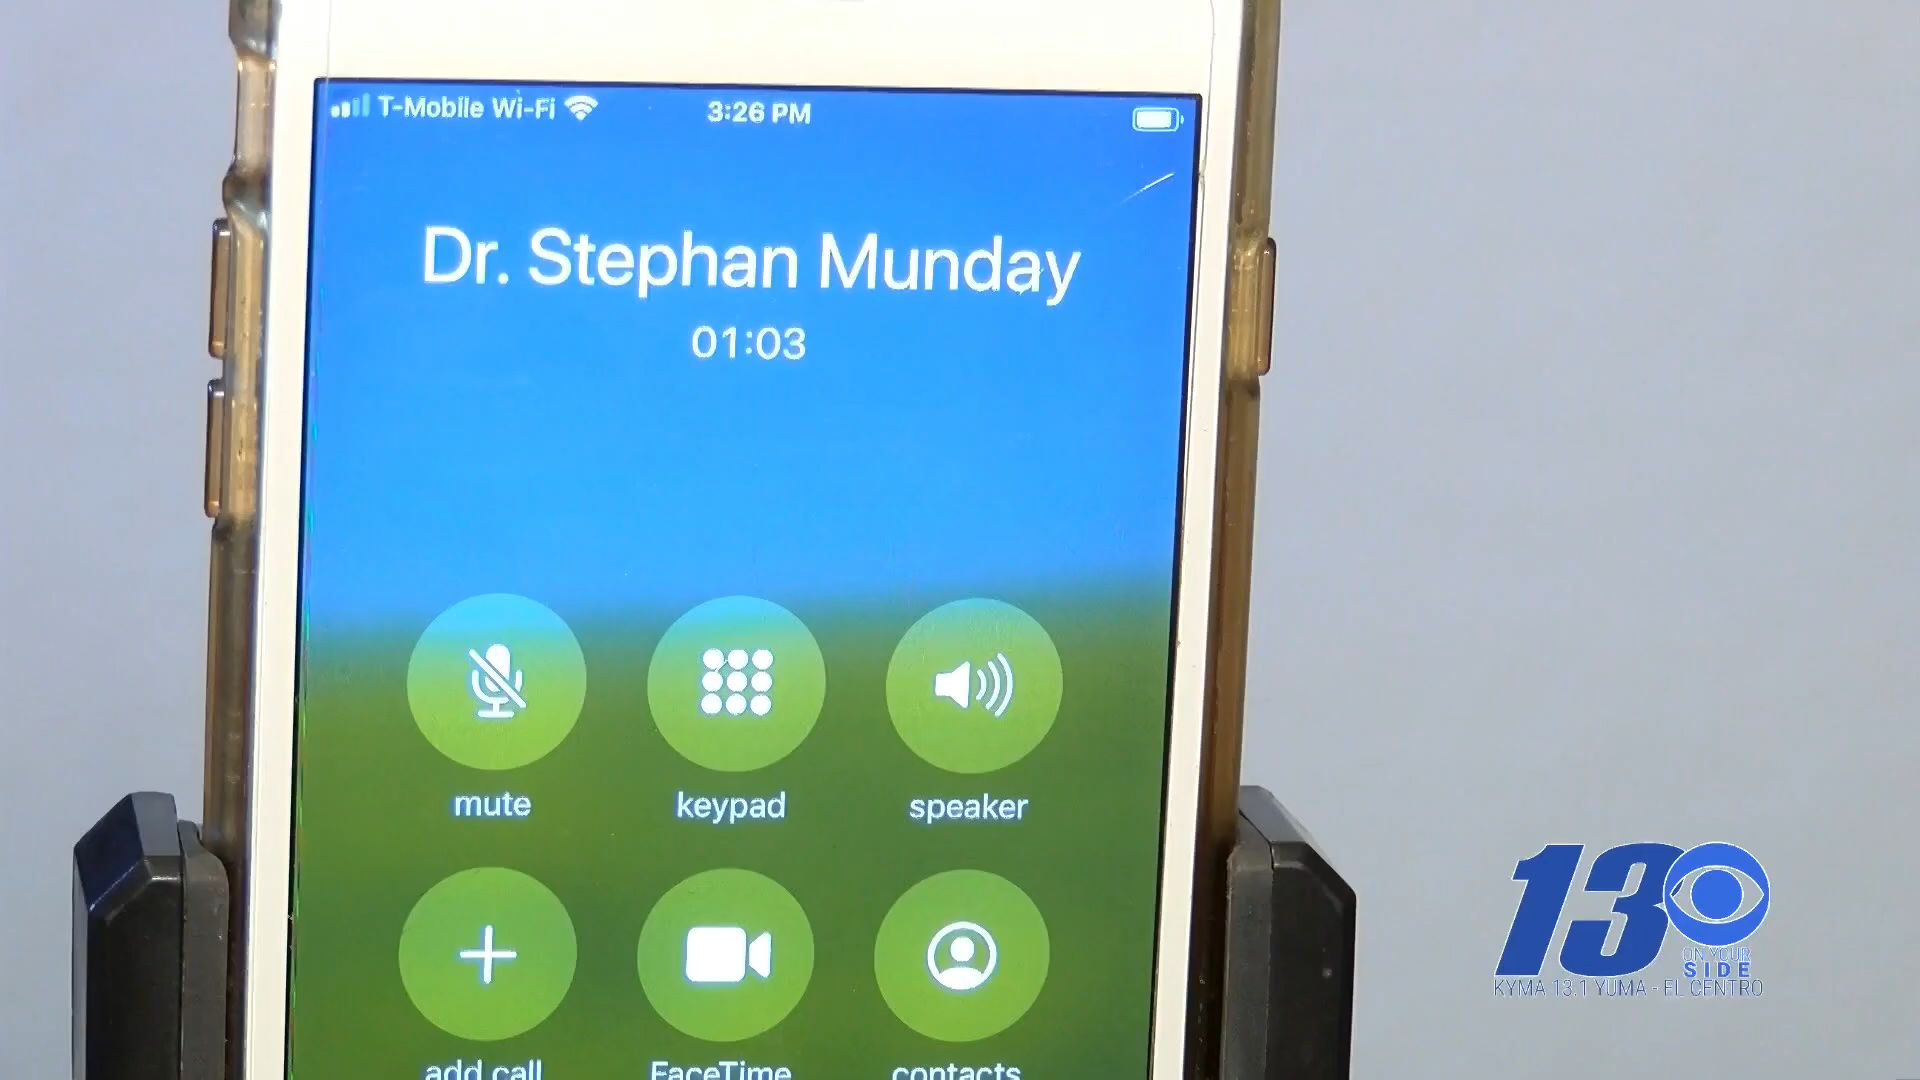 T-Mobile Wi-Fi 3:26 PM
Dr. Stephan Munday
01:03
mute keypad speaker
add call FaceTime contacts
13
ON YOUR
SIDE
KYMA 13.1 YUMA - EL CENTRO